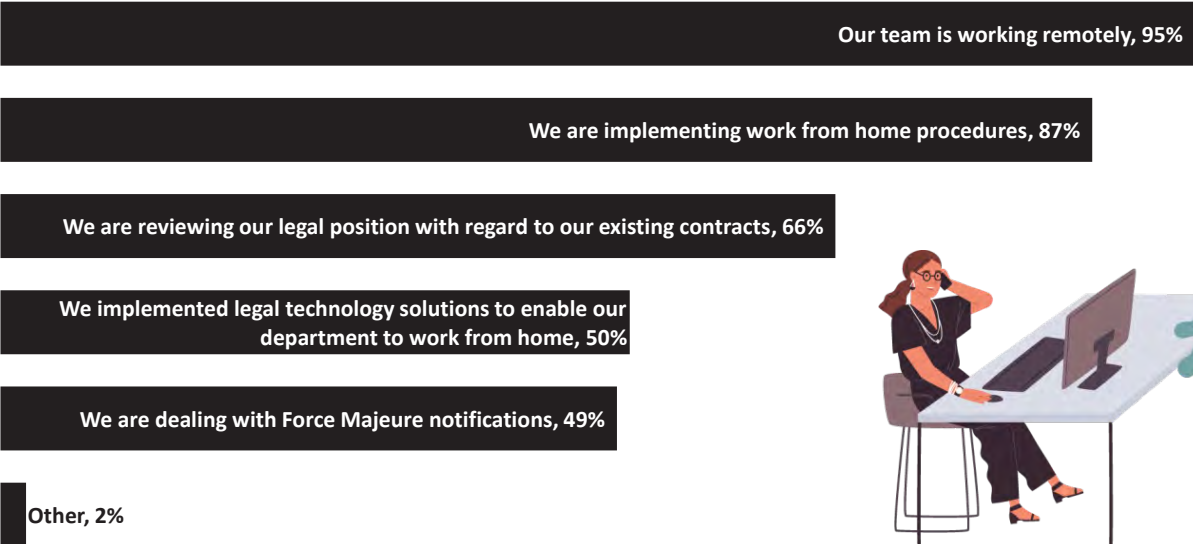 Our team is working remotely, 95%
We are implementing work from home procedures, 87%
We are reviewing our legal position with regard to our existing contracts, 66%
We implemented legal technology solutions to enable our
department to work from home, 50%
We are dealing with Force Majeure notifications, 49%
Other, 2%